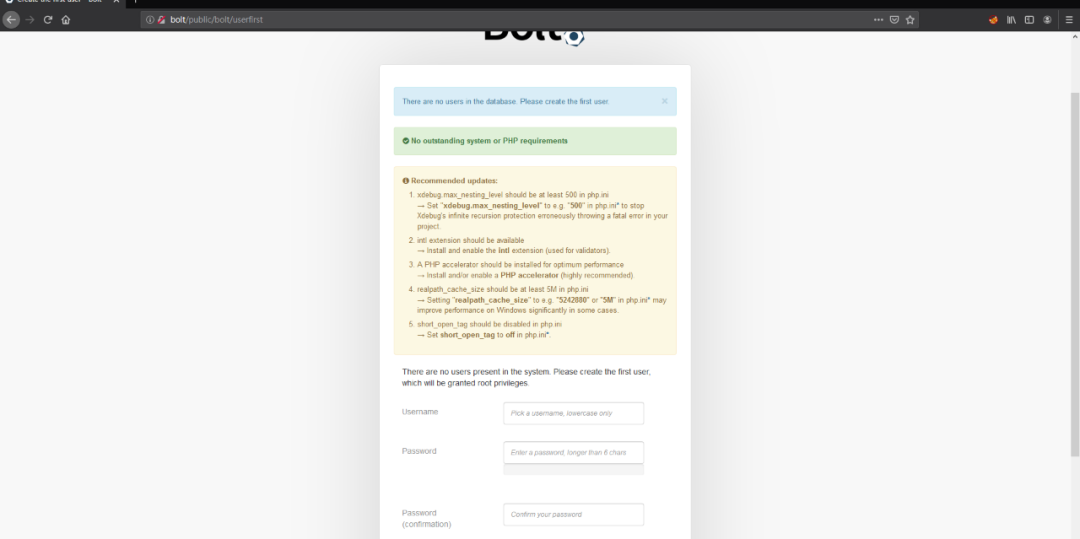 Create the first user - Bolt
bolt/public/bolt/userfirst
Bolt
There are no users in the database. Please create the first user.
No outstanding system or PHP requirements
Recommended updates:
1. xdebug.max_nesting_level should be at least 500 in php.ini
→ Set "xdebug.max_nesting_level" to e.g. "500" in php.ini* to stop
Xdebug's infinite recursion protection erroneously throwing a fatal error in your
project.
2. intl extension should be available
→ Install and enable the intl extension (used for validators).
3. A PHP accelerator should be installed for optimum performance
→ Install and/or enable a PHP accelerator (highly recommended).
4. realpath_cache_size should be at least 5M in php.ini
→ Setting "realpath_cache_size" to e.g. "5242880" or "5M" in php.ini* may
improve performance on Windows significantly in some cases.
5. short_open_tag should be disabled in php.ini
→ Set short_open_tag to off in php.ini*.
There are no users present in the system. Please create the first user,
which will be granted root privileges.
Username
Pick a username, lowercase only
Password
Enter a password, longer than 6 chars
Password
(confirmation)
Confirm your password